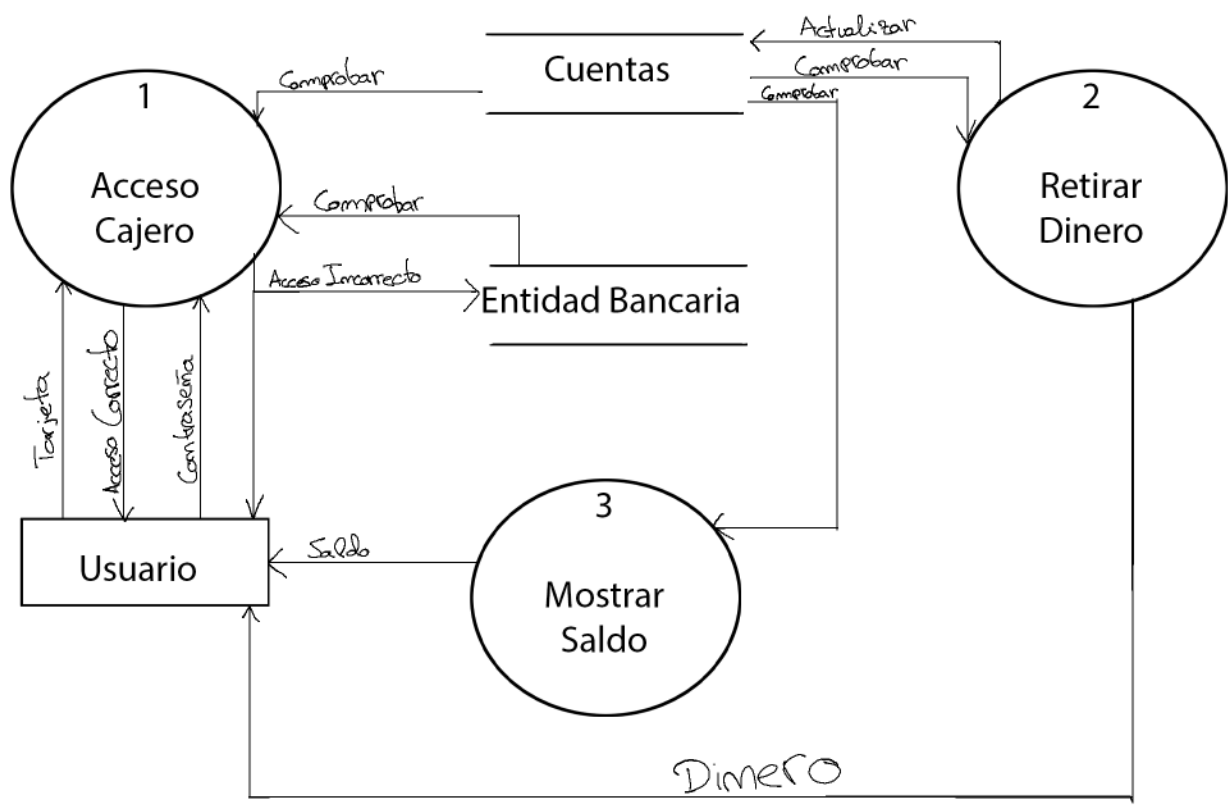 Actualizar
Cuentas
Comprobar
Comprobar
Comprobar
1
2
Acceso
Cajero
Retirar
Dinero
Comprobar
Acceso Incorrecto
Entidad Bancaria
Tarjeta
Acceso Correcto
Contraseña
3
Saldo
Usuario
Mostrar
Saldo
Dinero